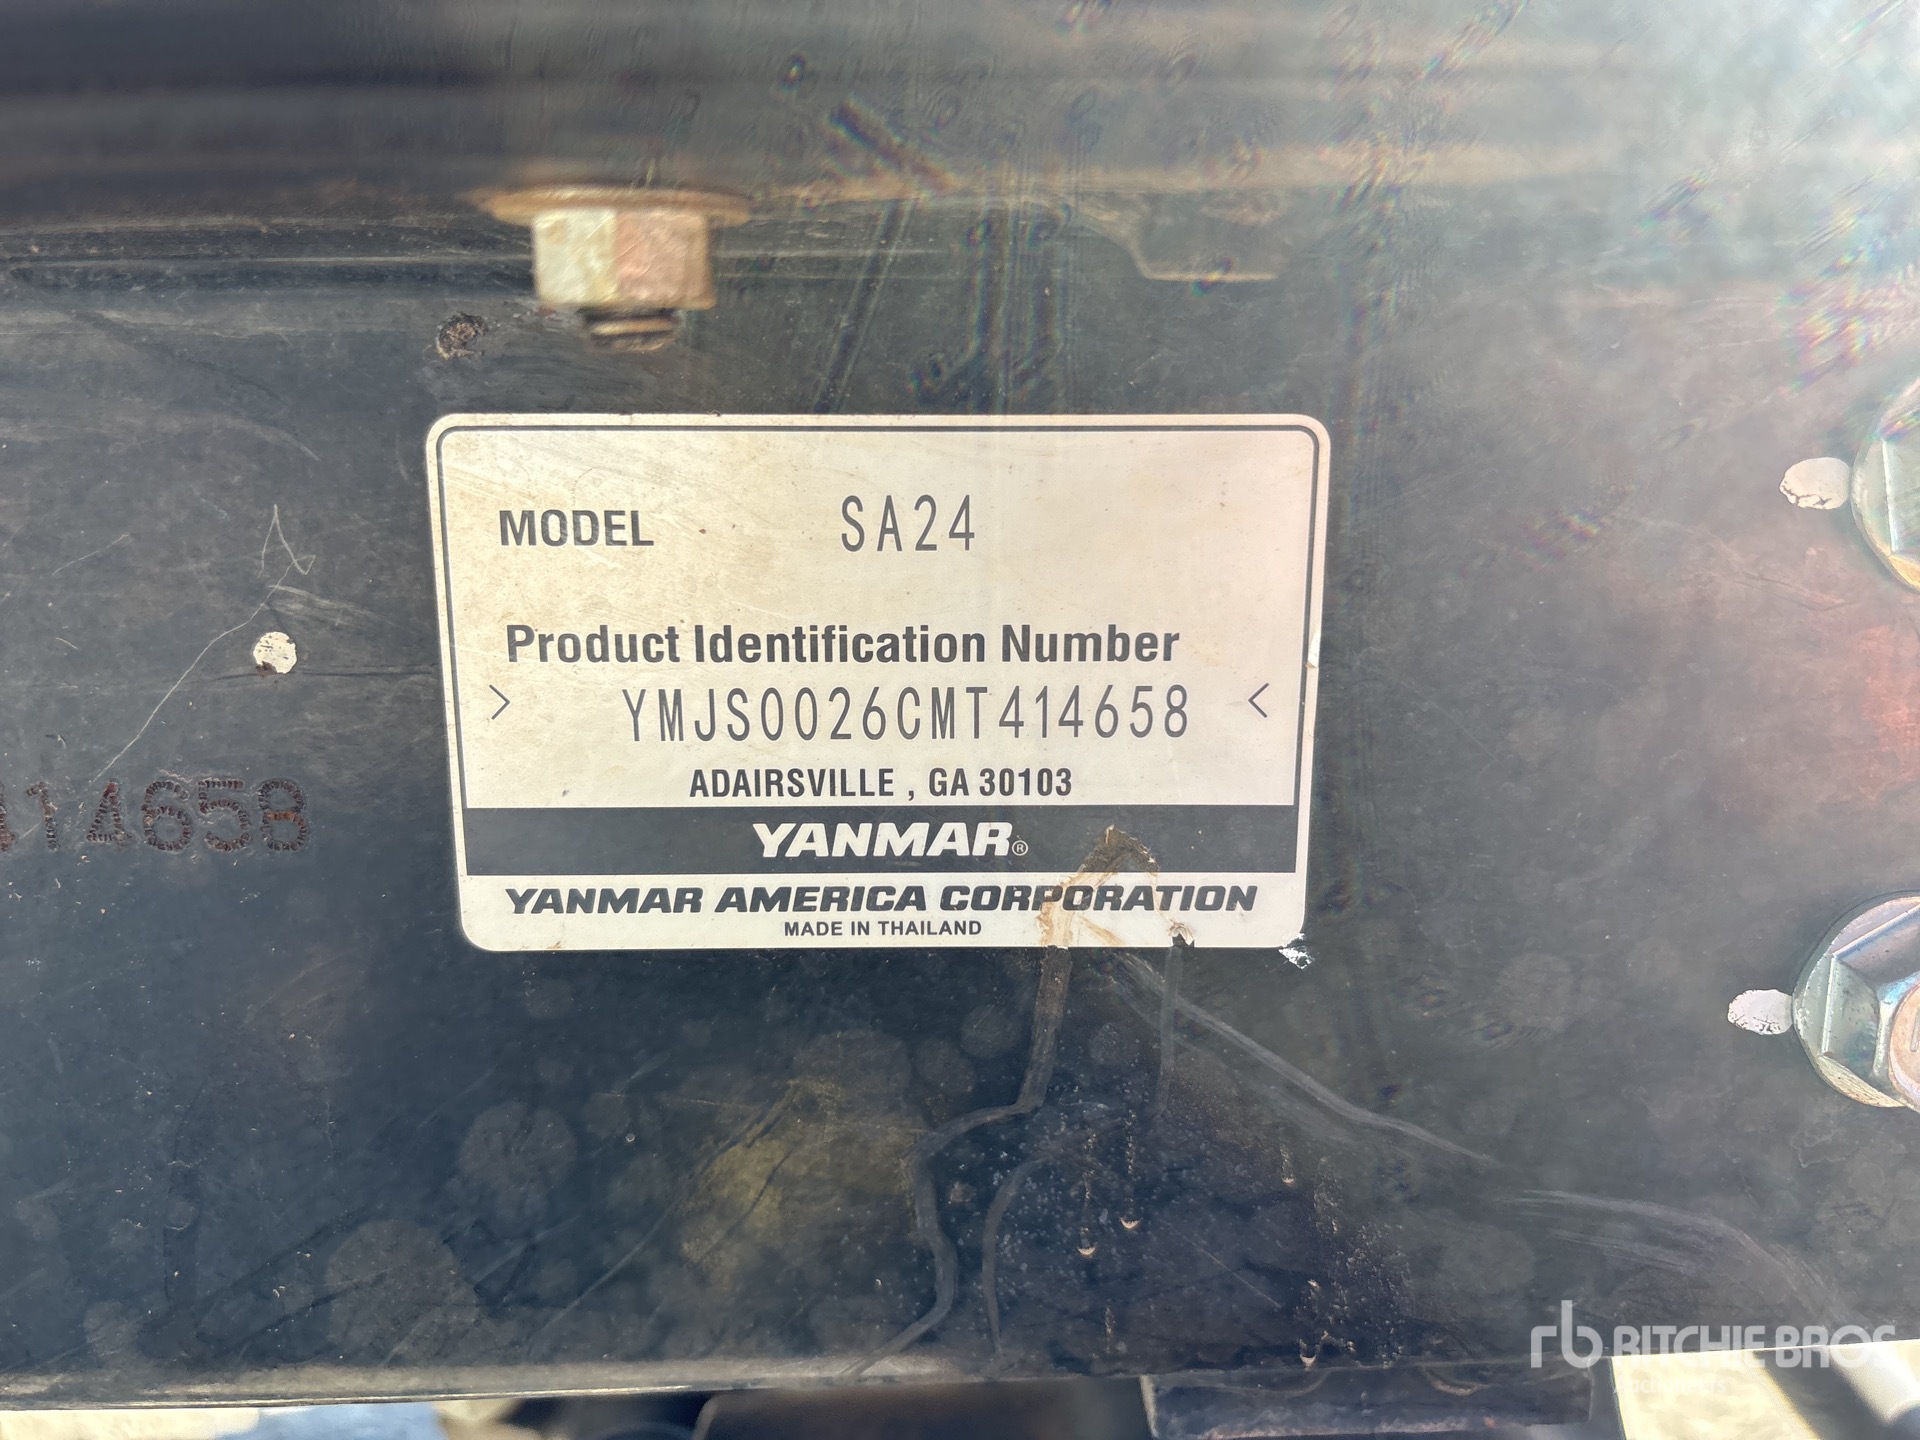 MODEL SA24
Product Identification Number
> YMJS0026CMT414658 <
414658
ADAIRSVILLE , GA 30103
YANMAR®
YANMAR AMERICA CORPORATION
MADE IN THAILAND
rb RITCHIE BROS